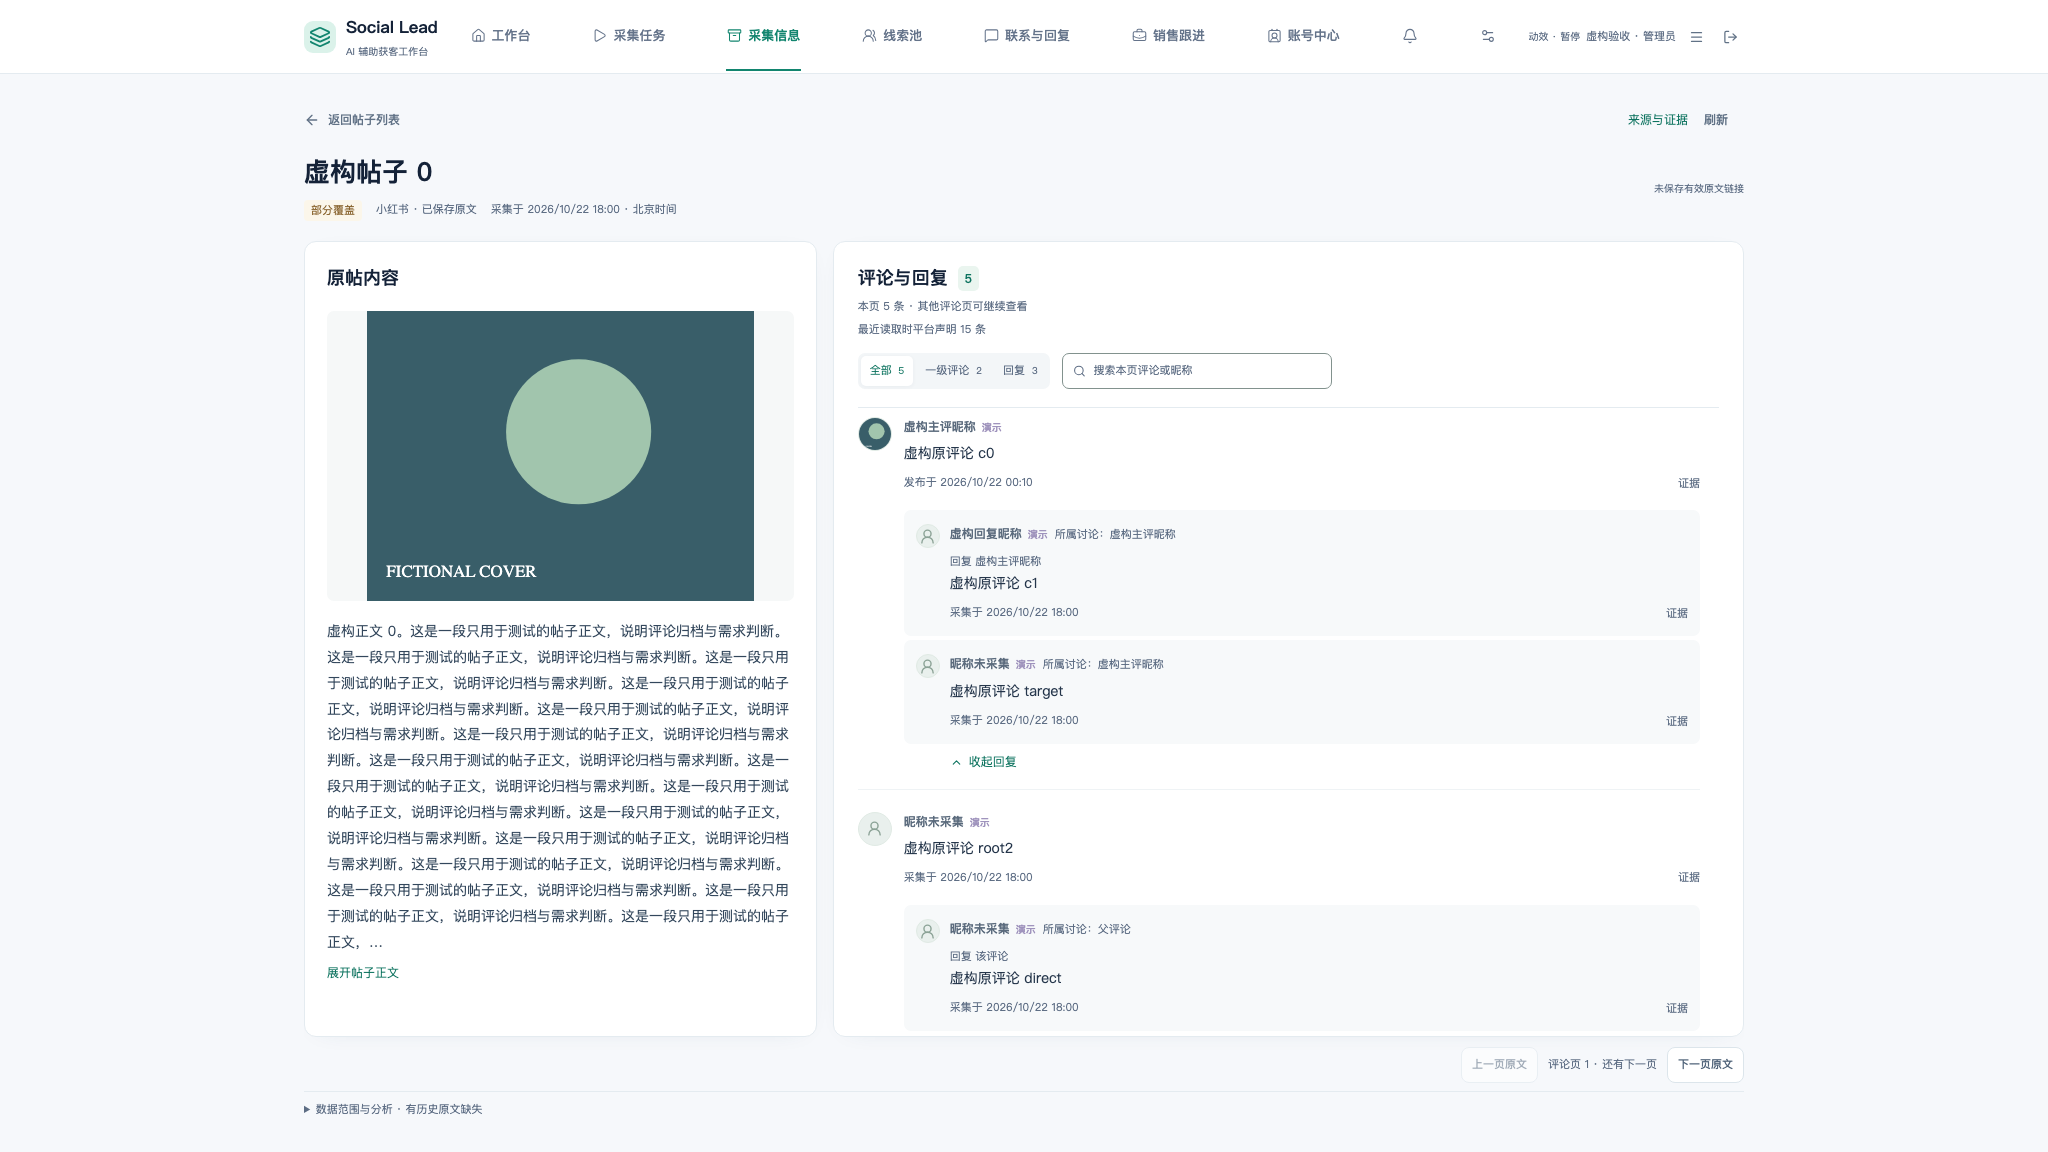 Social Lead
AI 辅助获客工作台
工作台
采集任务
采集信息
线索池
联系与回复
销售跟进
账号中心
动效 · 暂停
虚构验收 · 管理员
返回帖子列表
来源与证据
刷新
虚构帖子 0
未保存有效原文链接
部分覆盖
小红书 · 已保存原文
采集于 2026/10/22 18:00 · 北京时间
原帖内容
FICTIONAL COVER
虚构正文 0。这是一段只用于测试的帖子正文，说明评论归档与需求判断。
这是一段只用于测试的帖子正文，说明评论归档与需求判断。这是一段只用
于测试的帖子正文，说明评论归档与需求判断。这是一段只用于测试的帖子
正文，说明评论归档与需求判断。这是一段只用于测试的帖子正文，说明评
论归档与需求判断。这是一段只用于测试的帖子正文，说明评论归档与需求
判断。这是一段只用于测试的帖子正文，说明评论归档与需求判断。这是一
段只用于测试的帖子正文，说明评论归档与需求判断。这是一段只用于测试
的帖子正文，说明评论归档与需求判断。这是一段只用于测试的帖子正文，
说明评论归档与需求判断。这是一段只用于测试的帖子正文，说明评论归档
与需求判断。这是一段只用于测试的帖子正文，说明评论归档与需求判断。
这是一段只用于测试的帖子正文，说明评论归档与需求判断。这是一段只用
于测试的帖子正文，说明评论归档与需求判断。这是一段只用于测试的帖子
正文，…
展开帖子正文
评论与回复 5
本页 5 条 · 其他评论页可继续查看
最近读取时平台声明 15 条
全部 5
一级评论 2
回复 3
搜索本页评论或昵称
虚构主评昵称 演示
虚构原评论 c0
发布于 2026/10/22 00:10
证据
虚构回复昵称 演示 所属讨论：虚构主评昵称
回复 虚构主评昵称
虚构原评论 c1
采集于 2026/10/22 18:00
证据
昵称未采集 演示 所属讨论：虚构主评昵称
虚构原评论 target
采集于 2026/10/22 18:00
证据
收起回复
昵称未采集 演示
虚构原评论 root2
采集于 2026/10/22 18:00
证据
昵称未采集 演示 所属讨论：父评论
回复 该评论
虚构原评论 direct
采集于 2026/10/22 18:00
证据
上一页原文
评论页 1 · 还有下一页
下一页原文
数据范围与分析 · 有历史原文缺失